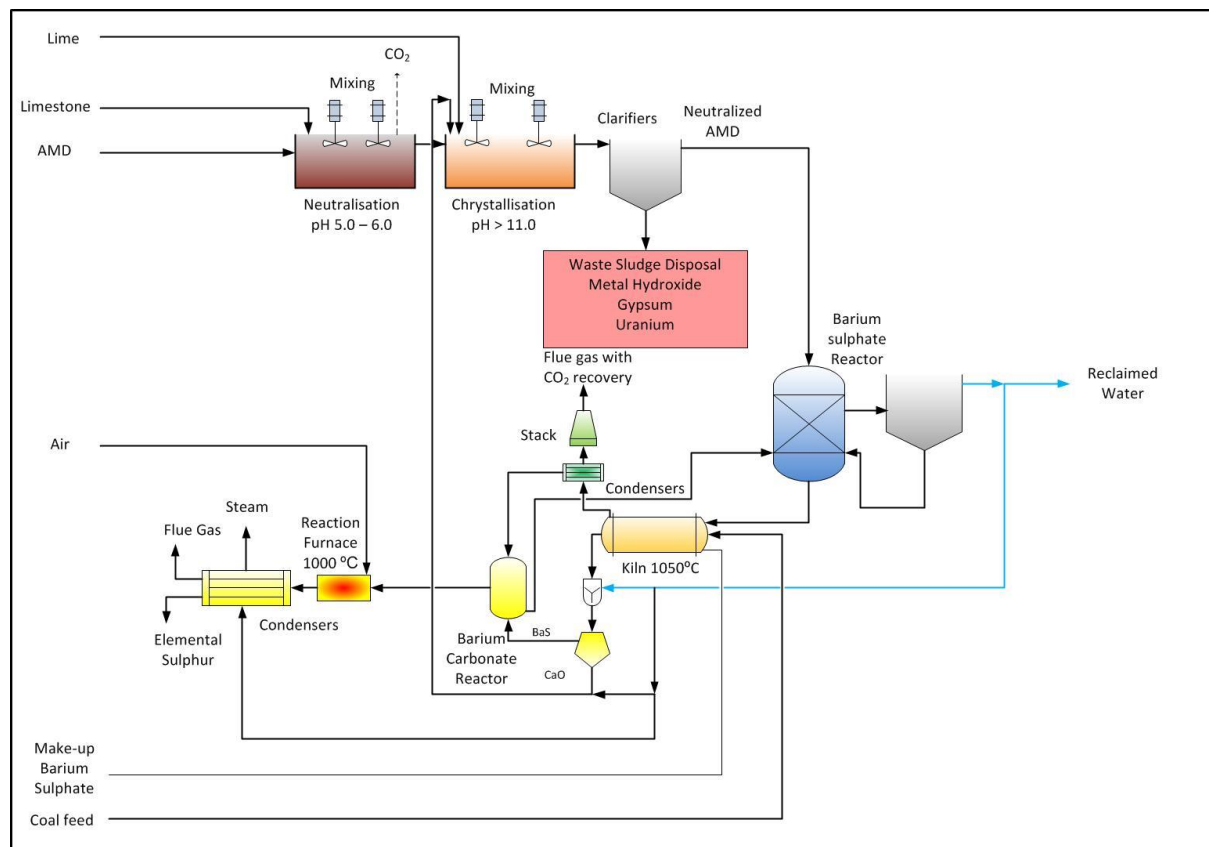 Lime
CO₂
Mixing
Mixing
Limestone
AMD
Clarifiers
Neutralized
AMD
Neutralisation
pH 5.0 – 6.0
Chrystallisation
pH > 11.0
Waste Sludge Disposal
Metal Hydroxide
Gypsum
Uranium
Barium
sulphate
Reactor
Flue gas with
CO₂ recovery
Reclaimed
Water
Stack
Air
Condensers
Steam
Flue Gas
Reaction
Furnace
1000 ⁰C
Kiln 1050⁰C
Condensers
Elemental
Sulphur
BaS
Barium
Carbonate
Reactor
CaO
Make-up
Barium
Sulphate
Coal feed